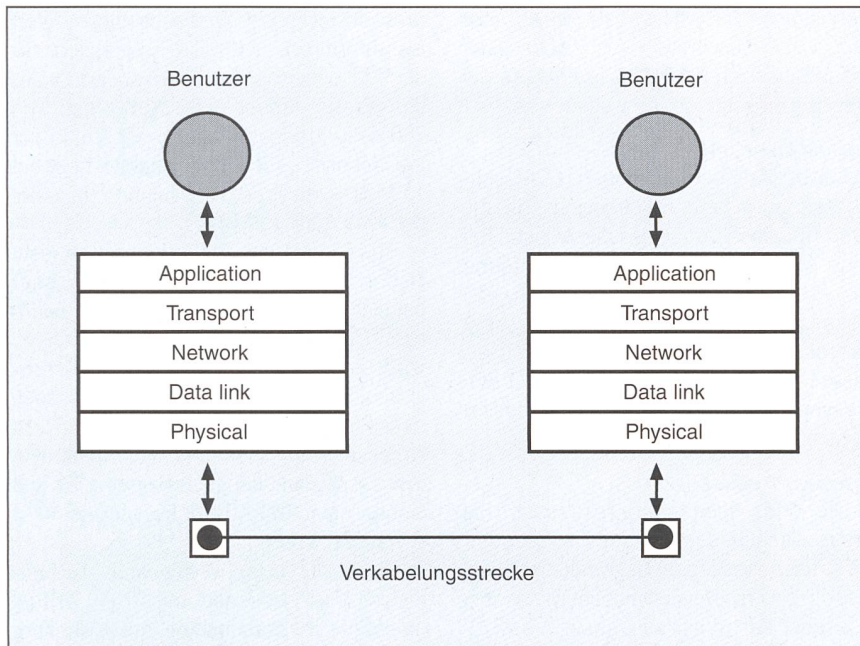 Benutzer
Benutzer
Application
Application
Transport
Transport
Network
Network
Data link
Data link
Physical
Physical
Verkabelungsstrecke